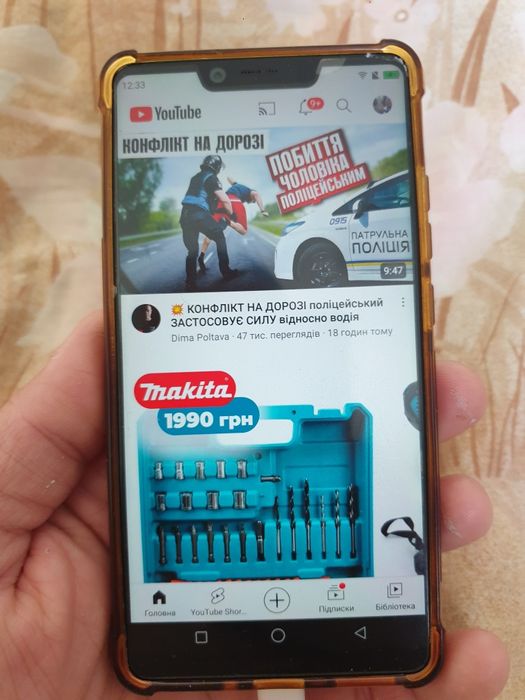 12:33
YouTube
9+
КОНФЛІКТ НА ДОРОЗІ
ПОБИТТЯ
ЧОЛОВІКА
ПОЛІЦЕЙСЬКИМ
0915
ПАТРУЛЬНА
ПОЛІЦІЯ
9:47
💥 КОНФЛІКТ НА ДОРОЗІ поліцейський
ЗАСТОСОВУЄ СИЛУ відносно водія
Dima Poltava · 47 тис. переглядів · 18 годин тому
makita
1990 грн
Головна
YouTube Shor...
Підписки
Бібліотека